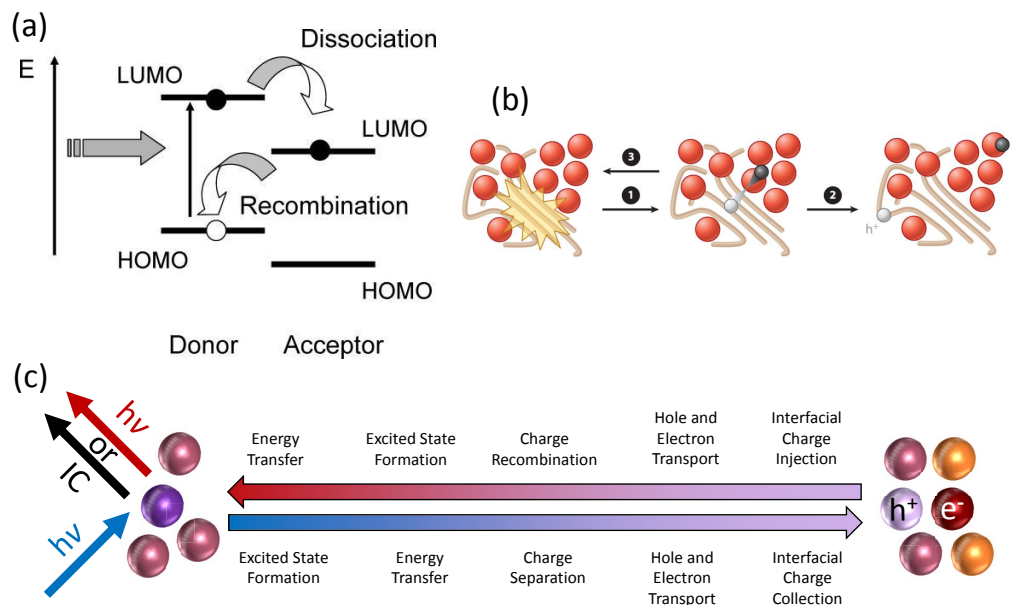 (a)
E
Dissociation
LUMO
LUMO
Recombination
HOMO
HOMO
Donor Acceptor
(b)
3
1
2
h+
(c)
hν
or
IC
hν
Energy
Transfer
Excited State
Formation
Charge
Recombination
Hole and
Electron
Transport
Interfacial
Charge
Injection
h+
e-
Excited State
Formation
Energy
Transfer
Charge
Separation
Hole and
Electron
Transport
Interfacial
Charge
Collection